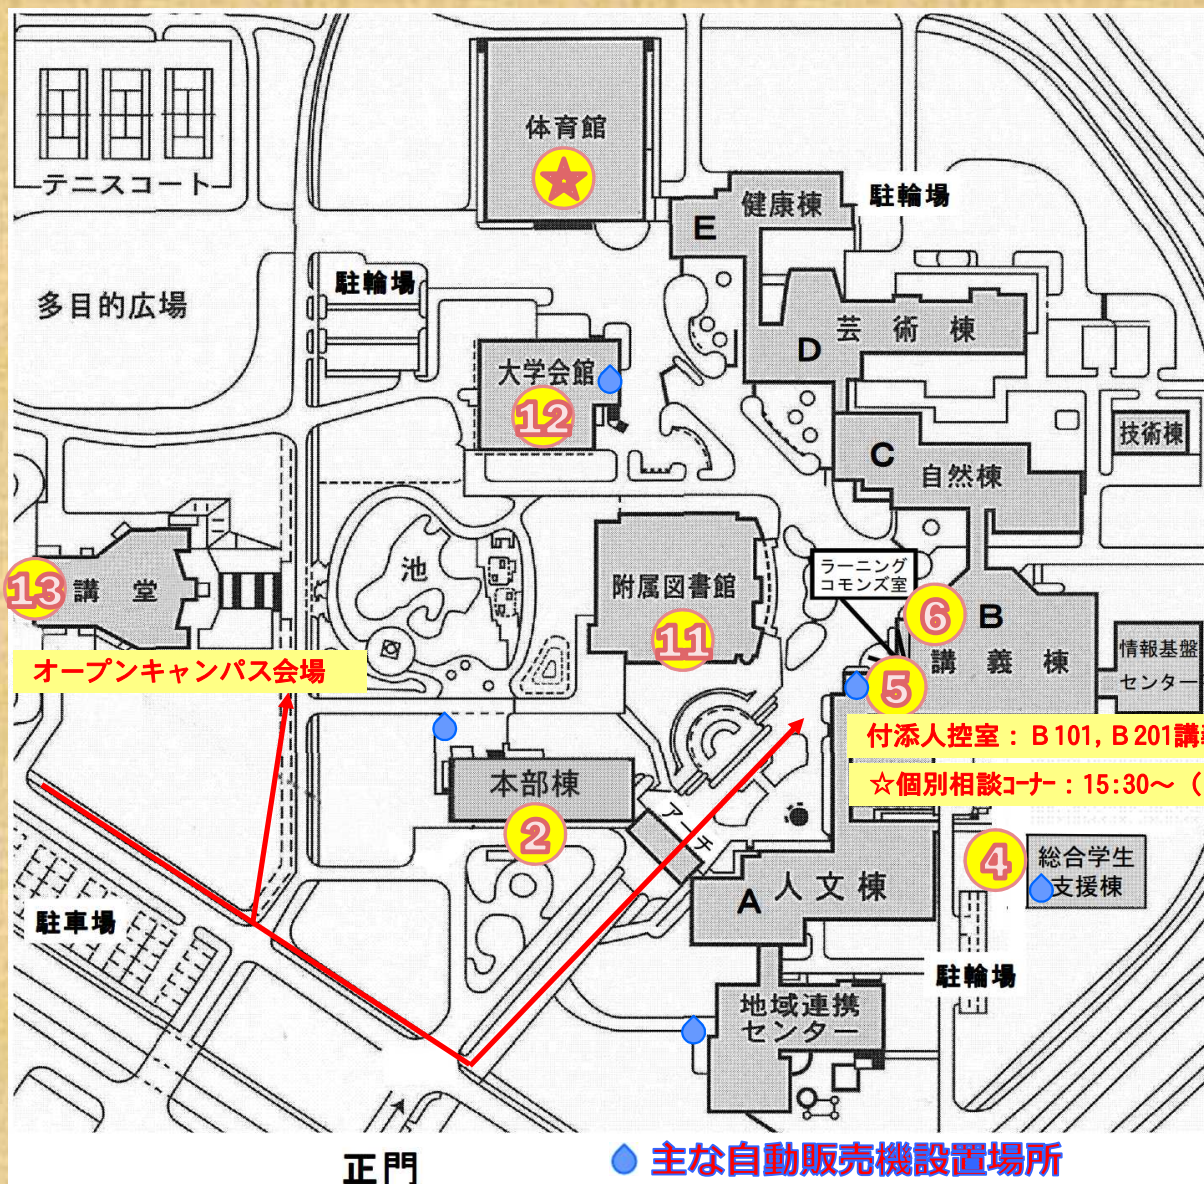 体育館
テニスコート
E
健康棟
駐輪場
駐輪場
多目的広場
D
芸術棟
大学会館
12
C
自然棟
技術棟
ラーニング
コモンズ室
池
附属図書館
11
13
講堂
6
B
講義棟
情報基盤
センター
5
オープンキャンパス会場
付添人控室：B101, B201講
☆個別相談コーナー：15:30～（
本部棟
2
アーチ
4
総合学生
支援棟
A
人文棟
駐車場
駐輪場
地域連携
センター
正門
主な自動販売機設置場所